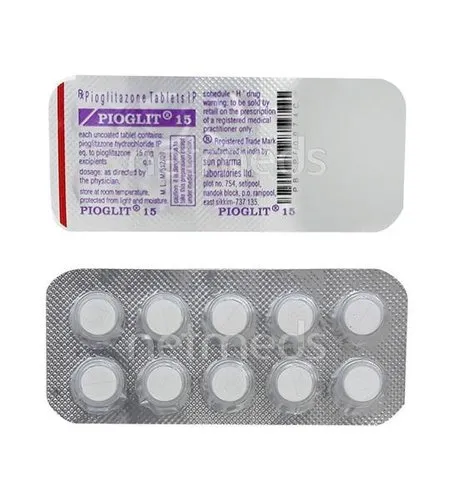 Rx Pioglitazone Tablets IP
PIOGLIT® 15
each uncoated tablet contains:
pioglitazone hydrochloride IP
eq. to pioglitazone 15 mg
excipients q.s.
dosage: as directed by
the physician.
store at room temperature,
protected from light and moisture.
PIOGLIT® 15
schedule "H" drug
warning: to be sold by
retail on the prescription
of a registered medical
practitioner only.
® Registered Trade Mark
manufactured in india by
sun pharma
laboratories ltd.
plot no. 754, setipool,
nandok block, p.o. ranipool,
east sikkim-737 135.
PIOGLIT® 15
netmeds